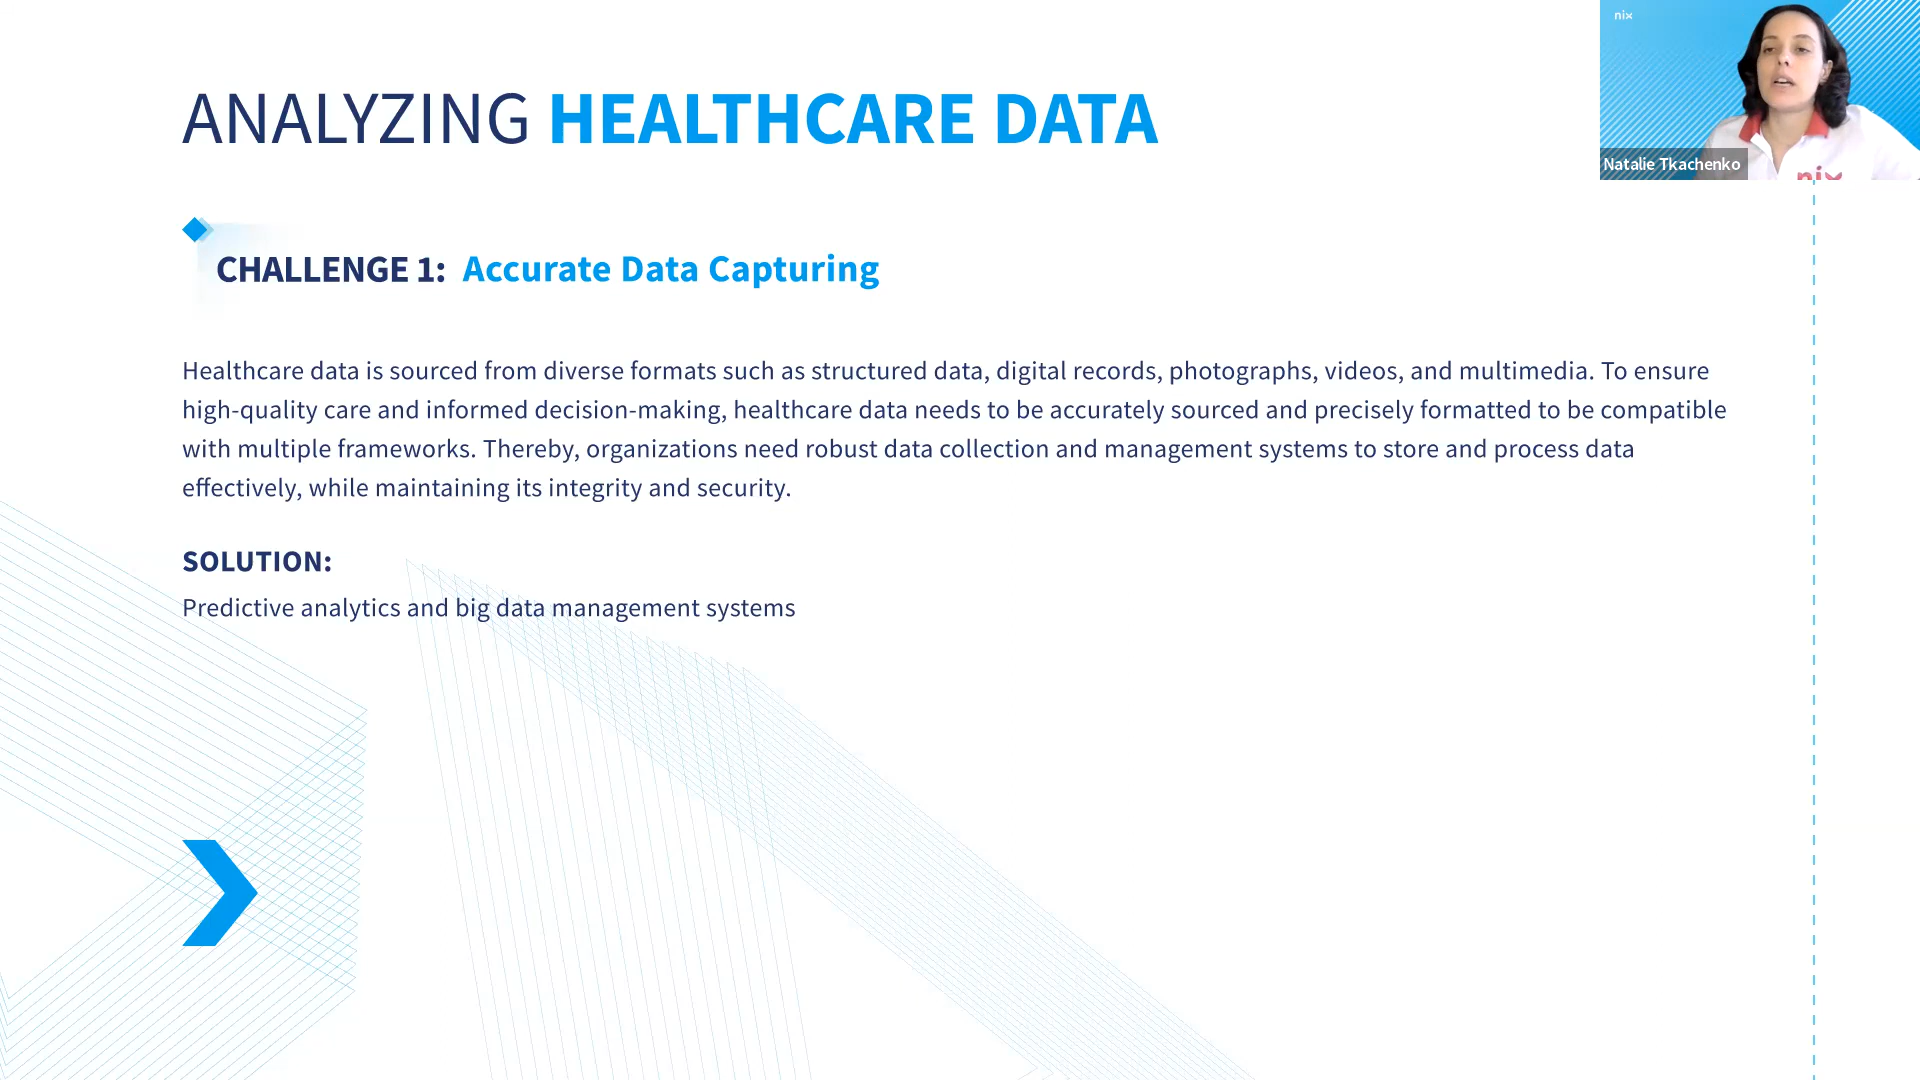 nix
ANALYZING HEALTHCARE DATA
Natalie Tkachenko
nix
CHALLENGE 1: Accurate Data Capturing
Healthcare data is sourced from diverse formats such as structured data, digital records, photographs, videos, and multimedia. To ensure
high-quality care and informed decision-making, healthcare data needs to be accurately sourced and precisely formatted to be compatible
with multiple frameworks. Thereby, organizations need robust data collection and management systems to store and process data
effectively, while maintaining its integrity and security.
SOLUTION:
Predictive analytics and big data management systems